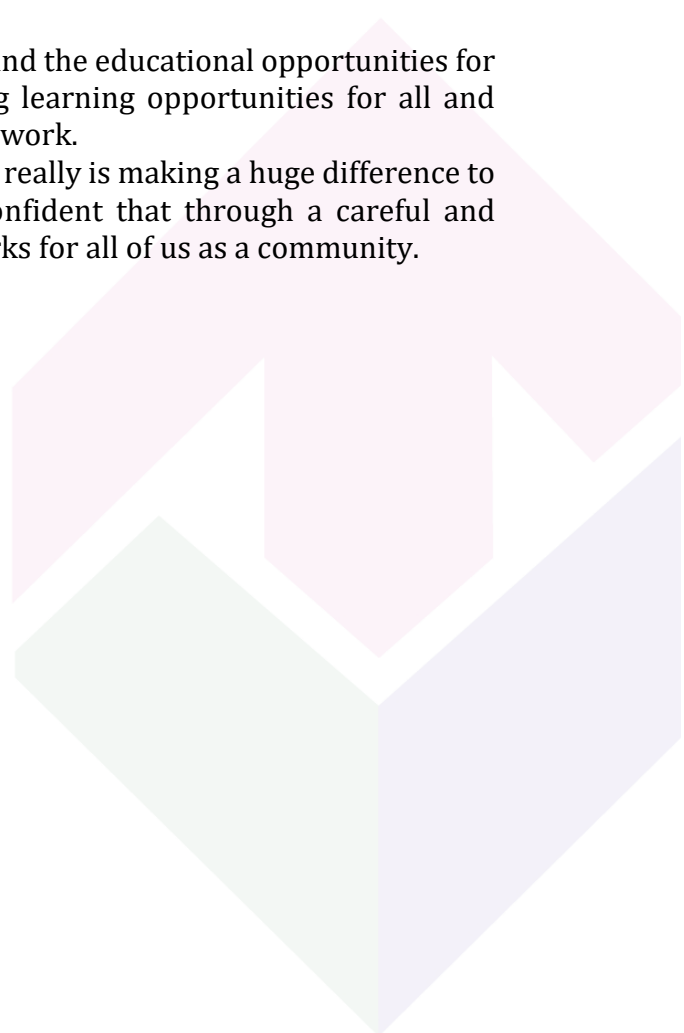 nd the educational opportunities for
g learning opportunities for all and
work.
really is making a huge difference to
onfident that through a careful and
ks for all of us as a community.